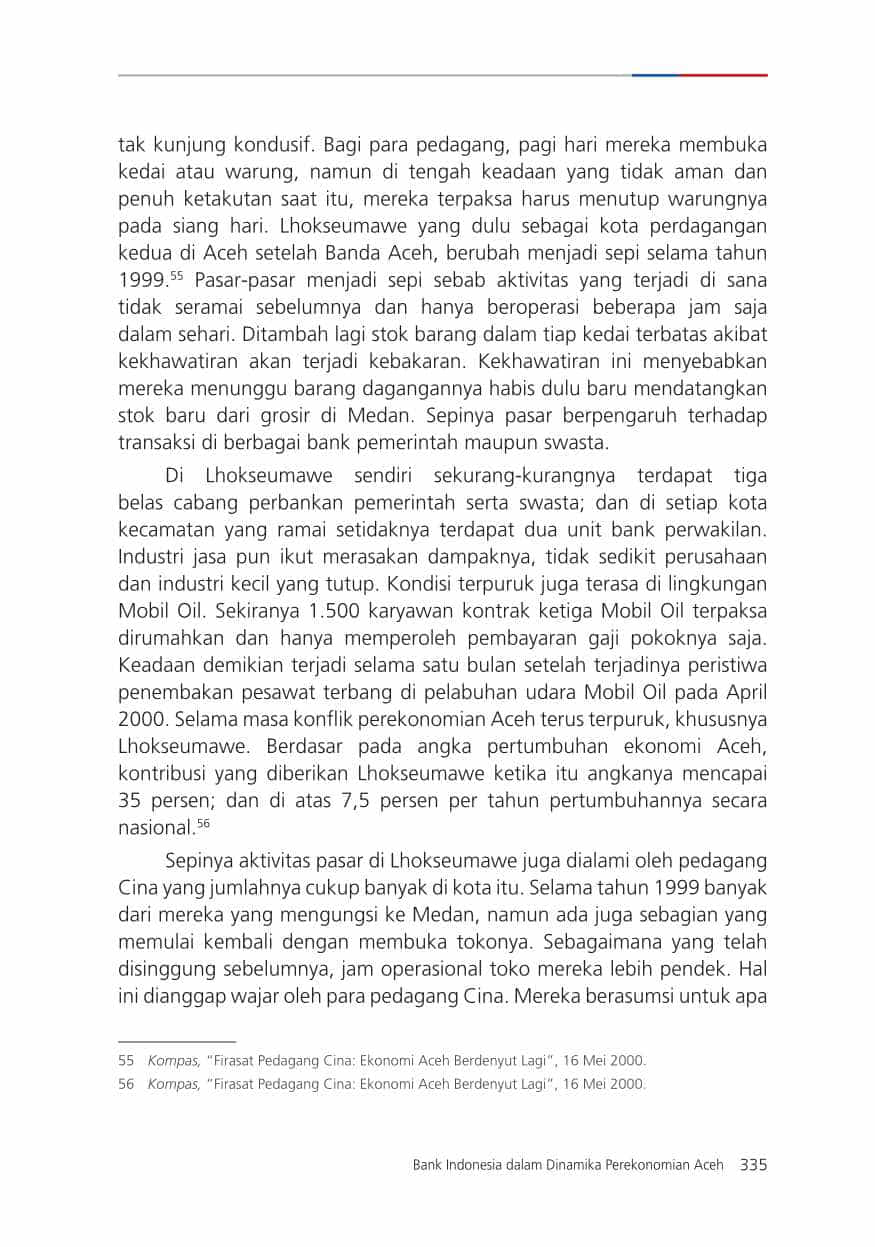 tak kunjung kondusif. Bagi para pedagang, pagi hari mereka membuka
kedai atau warung, namun di tengah keadaan yang tidak aman dan
penuh ketakutan saat itu, mereka terpaksa harus menutup warungnya
pada siang hari. Lhokseumawe yang dulu sebagai kota perdagangan
kedua di Aceh setelah Banda Aceh, berubah menjadi sepi selama tahun
1999.55 Pasar-pasar menjadi sepi sebab aktivitas yang terjadi di sana
tidak seramai sebelumnya dan hanya beroperasi beberapa jam saja
dalam sehari. Ditambah lagi stok barang dalam tiap kedai terbatas akibat
kekhawatiran akan terjadi kebakaran. Kekhawatiran ini menyebabkan
mereka menunggu barang dagangannya habis dulu baru mendatangkan
stok baru dari grosir di Medan. Sepinya pasar berpengaruh terhadap
transaksi di berbagai bank pemerintah maupun swasta.
Di Lhokseumawe sendiri sekurang-kurangnya terdapat tiga
belas cabang perbankan pemerintah serta swasta; dan di setiap kota
kecamatan yang ramai setidaknya terdapat dua unit bank perwakilan.
Industri jasa pun ikut merasakan dampaknya, tidak sedikit perusahaan
dan industri kecil yang tutup. Kondisi terpuruk juga terasa di lingkungan
Mobil Oil. Sekiranya 1.500 karyawan kontrak ketiga Mobil Oil terpaksa
dirumahkan dan hanya memperoleh pembayaran gaji pokoknya saja.
Keadaan demikian terjadi selama satu bulan setelah terjadinya peristiwa
penembakan pesawat terbang di pelabuhan udara Mobil Oil pada April
2000. Selama masa konflik perekonomian Aceh terus terpuruk, khususnya
Lhokseumawe. Berdasar pada angka pertumbuhan ekonomi Aceh,
kontribusi yang diberikan Lhokseumawe ketika itu angkanya mencapai
35 persen; dan di atas 7,5 persen per tahun pertumbuhannya secara
nasional.56
Sepinya aktivitas pasar di Lhokseumawe juga dialami oleh pedagang
Cina yang jumlahnya cukup banyak di kota itu. Selama tahun 1999 banyak
dari mereka yang mengungsi ke Medan, namun ada juga sebagian yang
memulai kembali dengan membuka tokonya. Sebagaimana yang telah
disinggung sebelumnya, jam operasional toko mereka lebih pendek. Hal
ini dianggap wajar oleh para pedagang Cina. Mereka berasumsi untuk apa
55 Kompas, “Firasat Pedagang Cina: Ekonomi Aceh Berdenyut Lagi”, 16 Mei 2000.
56 Kompas, “Firasat Pedagang Cina: Ekonomi Aceh Berdenyut Lagi”, 16 Mei 2000.
Bank Indonesia dalam Dinamika Perekonomian Aceh 335